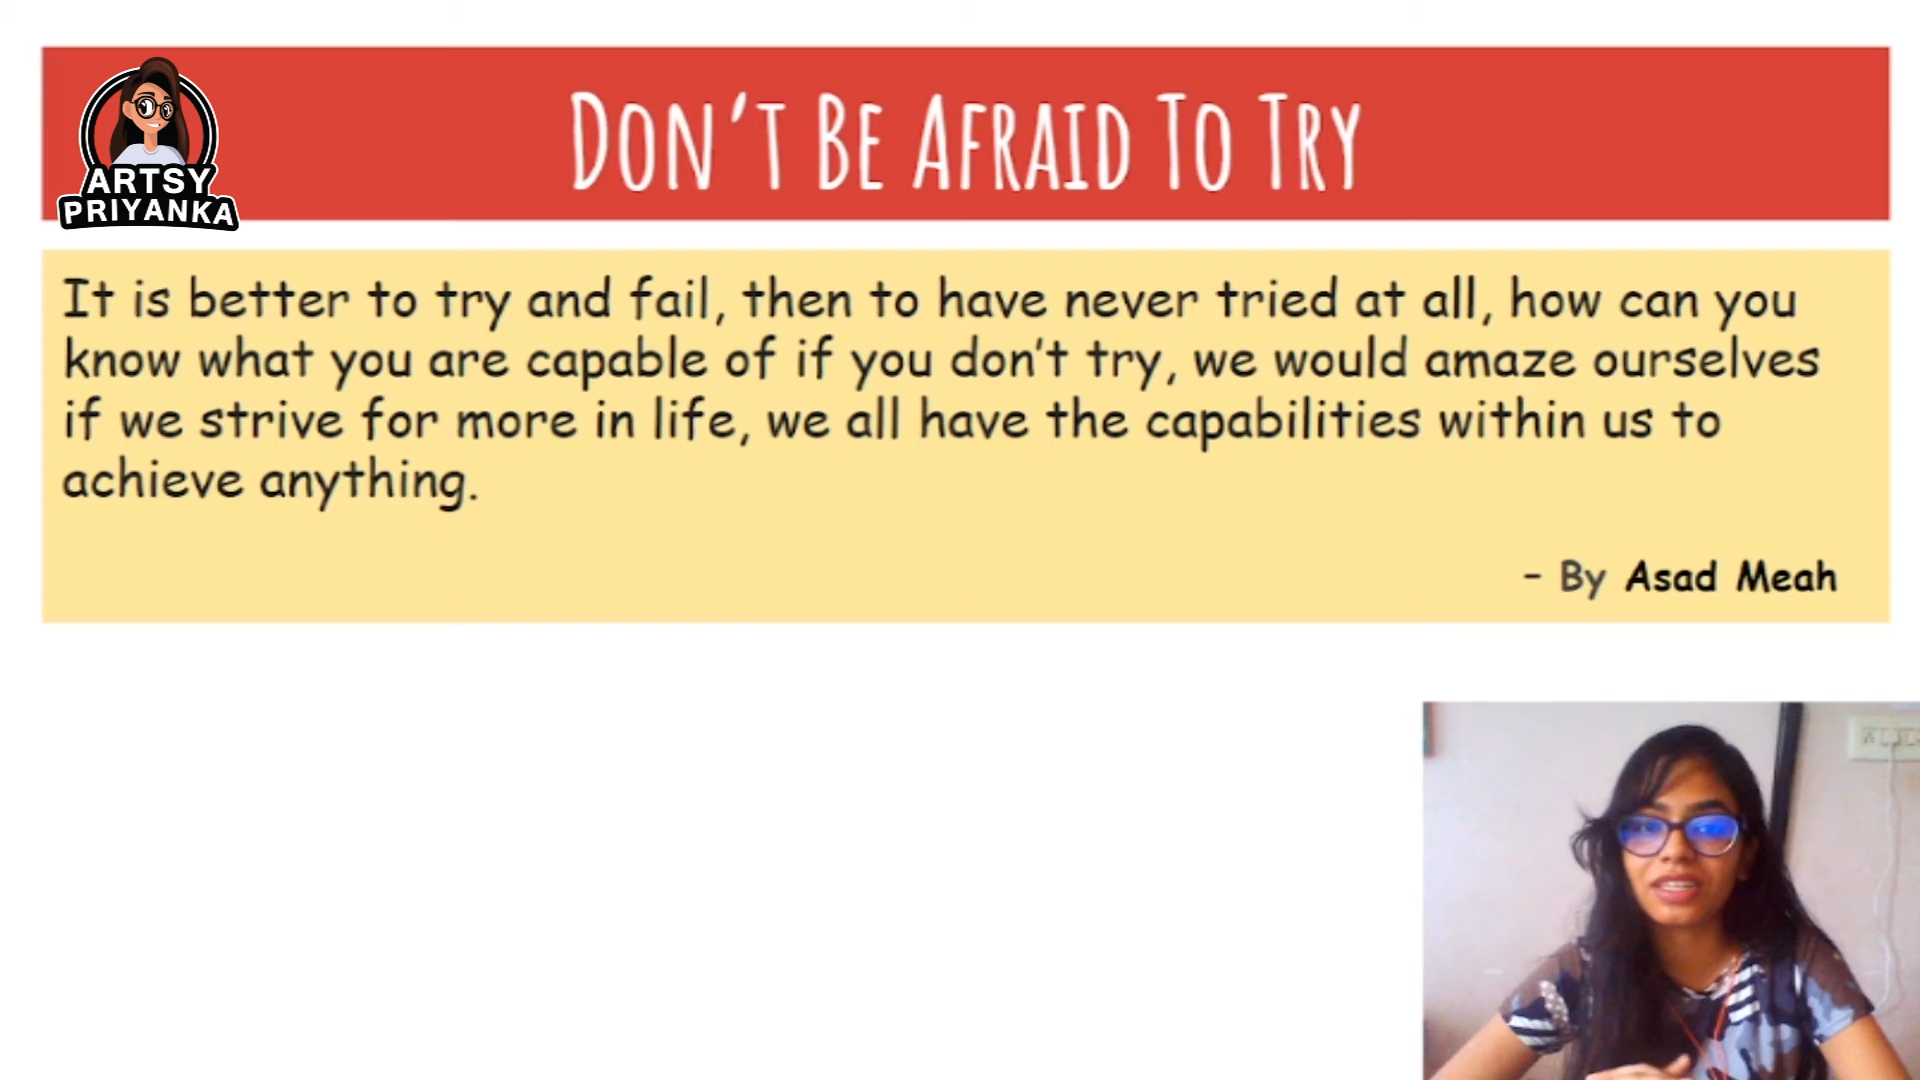 DON'T BE AFRAID TO TRY
ARTSY
PRIYANKA
It is better to try and fail, then to have never tried at all, how can you
know what you are capable of if you don't try, we would amaze ourselves
if we strive for more in life, we all have the capabilities within us to
achieve anything.
- By Asad Meah